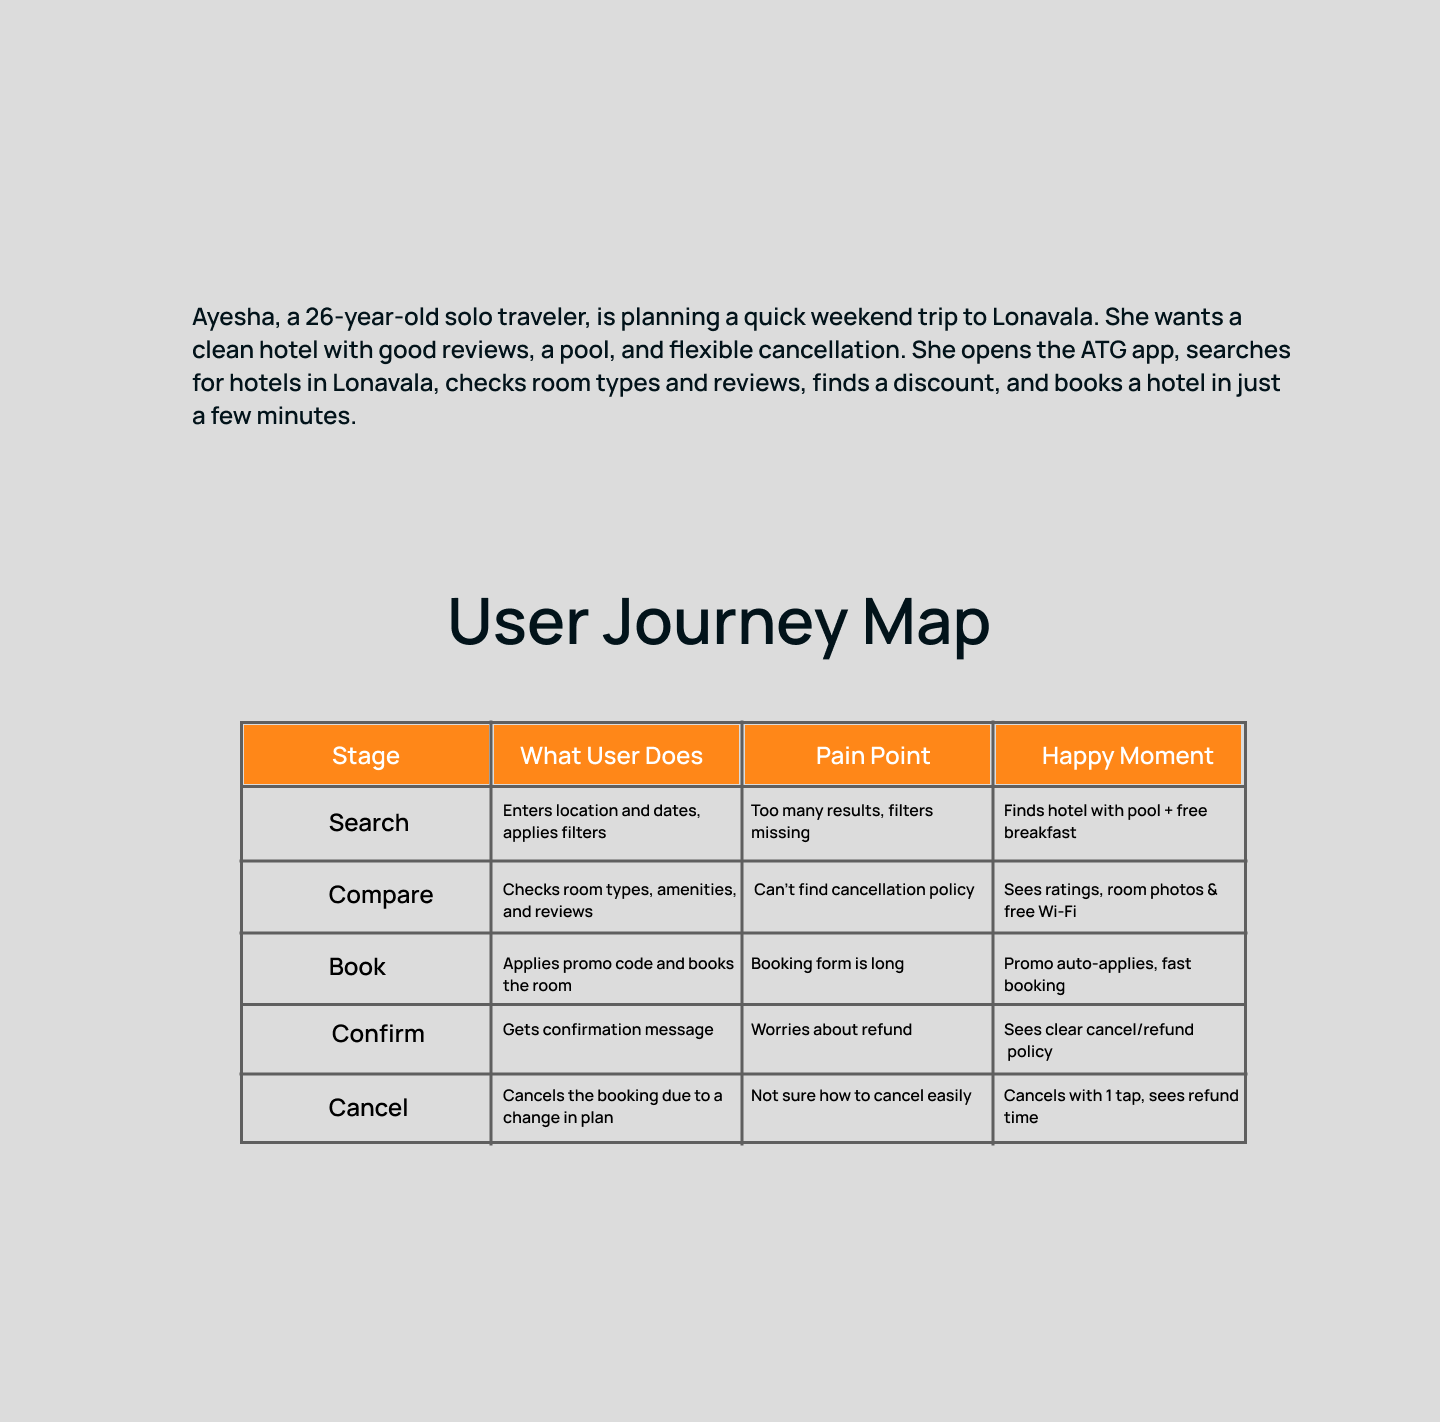 Ayesha, a 26-year-old solo traveler, is planning a quick weekend trip to Lonavala. She wants a
clean hotel with good reviews, a pool, and flexible cancellation. She opens the ATG app, searches
for hotels in Lonavala, checks room types and reviews, finds a discount, and books a hotel in just
a few minutes.
User Journey Map
Stage What User Does Pain Point Happy Moment
Search
Enters location and dates,
applies filters
Too many results, filters
missing
Finds hotel with pool + free
breakfast
Compare
Checks room types, amenities,
and reviews
Can't find cancellation policy
Sees ratings, room photos &
free Wi-Fi
Book
Applies promo code and books
the room
Booking form is long
Promo auto-applies, fast
booking
Confirm
Gets confirmation message
Worries about refund
Sees clear cancel/refund
policy
Cancel
Cancels the booking due to a
change in plan
Not sure how to cancel easily
Cancels with 1 tap, sees refund
time